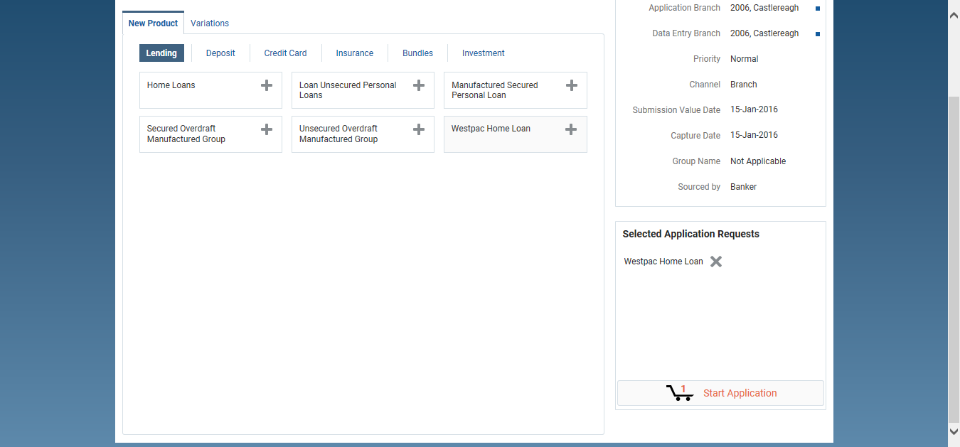 New Product Variations
Lending Deposit Credit Card Insurance Bundles Investment
Home Loans
Loan Unsecured Personal
Loans
Manufactured Secured
Personal Loan
Secured Overdraft
Manufactured Group
Unsecured Overdraft
Manufactured Group
Westpac Home Loan
Application Branch 2006, Castlereagh
Data Entry Branch 2006, Castlereagh
Priority Normal
Channel Branch
Submission Value Date 15-Jan-2016
Capture Date 15-Jan-2016
Group Name Not Applicable
Sourced by Banker
Selected Application Requests
Westpac Home Loan
1 Start Application